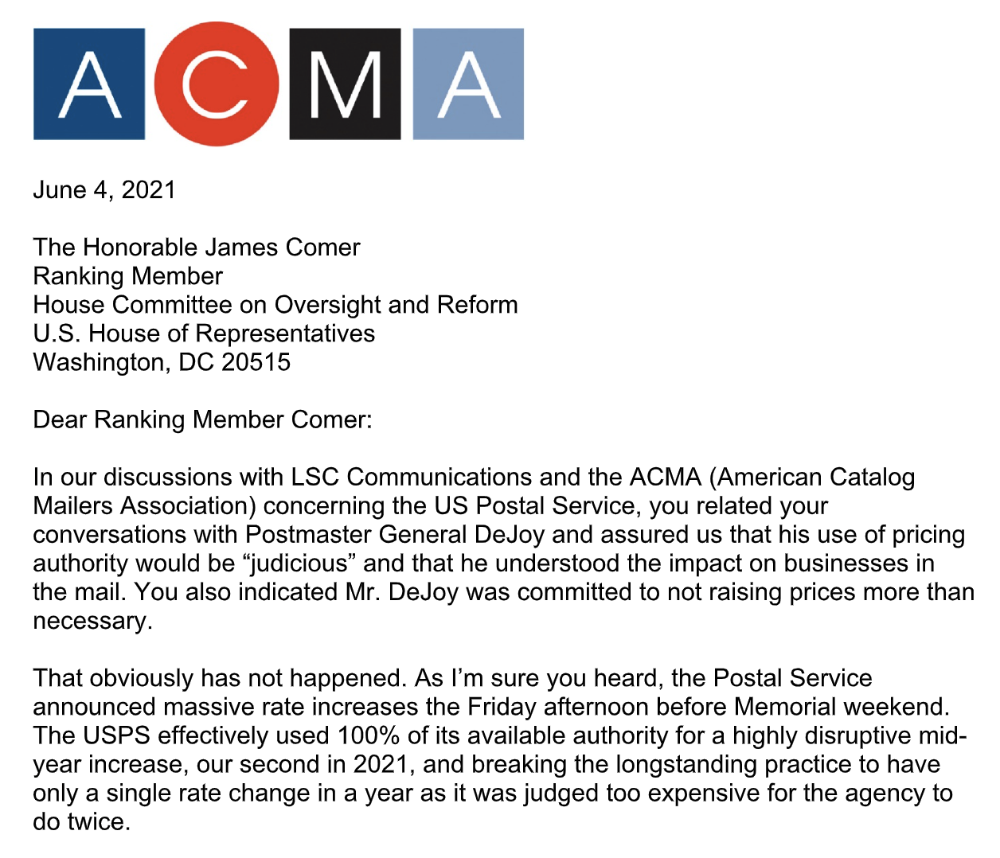 ACMA
June 4, 2021
The Honorable James Comer
Ranking Member
House Committee on Oversight and Reform
U.S. House of Representatives
Washington, DC 20515
Dear Ranking Member Comer:
In our discussions with LSC Communications and the ACMA (American Catalog
Mailers Association) concerning the US Postal Service, you related your
conversations with Postmaster General DeJoy and assured us that his use of pricing
authority would be “judicious” and that he understood the impact on businesses in
the mail. You also indicated Mr. DeJoy was committed to not raising prices more than
necessary.
That obviously has not happened. As I’m sure you heard, the Postal Service
announced massive rate increases the Friday afternoon before Memorial weekend.
The USPS effectively used 100% of its available authority for a highly disruptive mid-
year increase, our second in 2021, and breaking the longstanding practice to have
only a single rate change in a year as it was judged too expensive for the agency to
do twice.